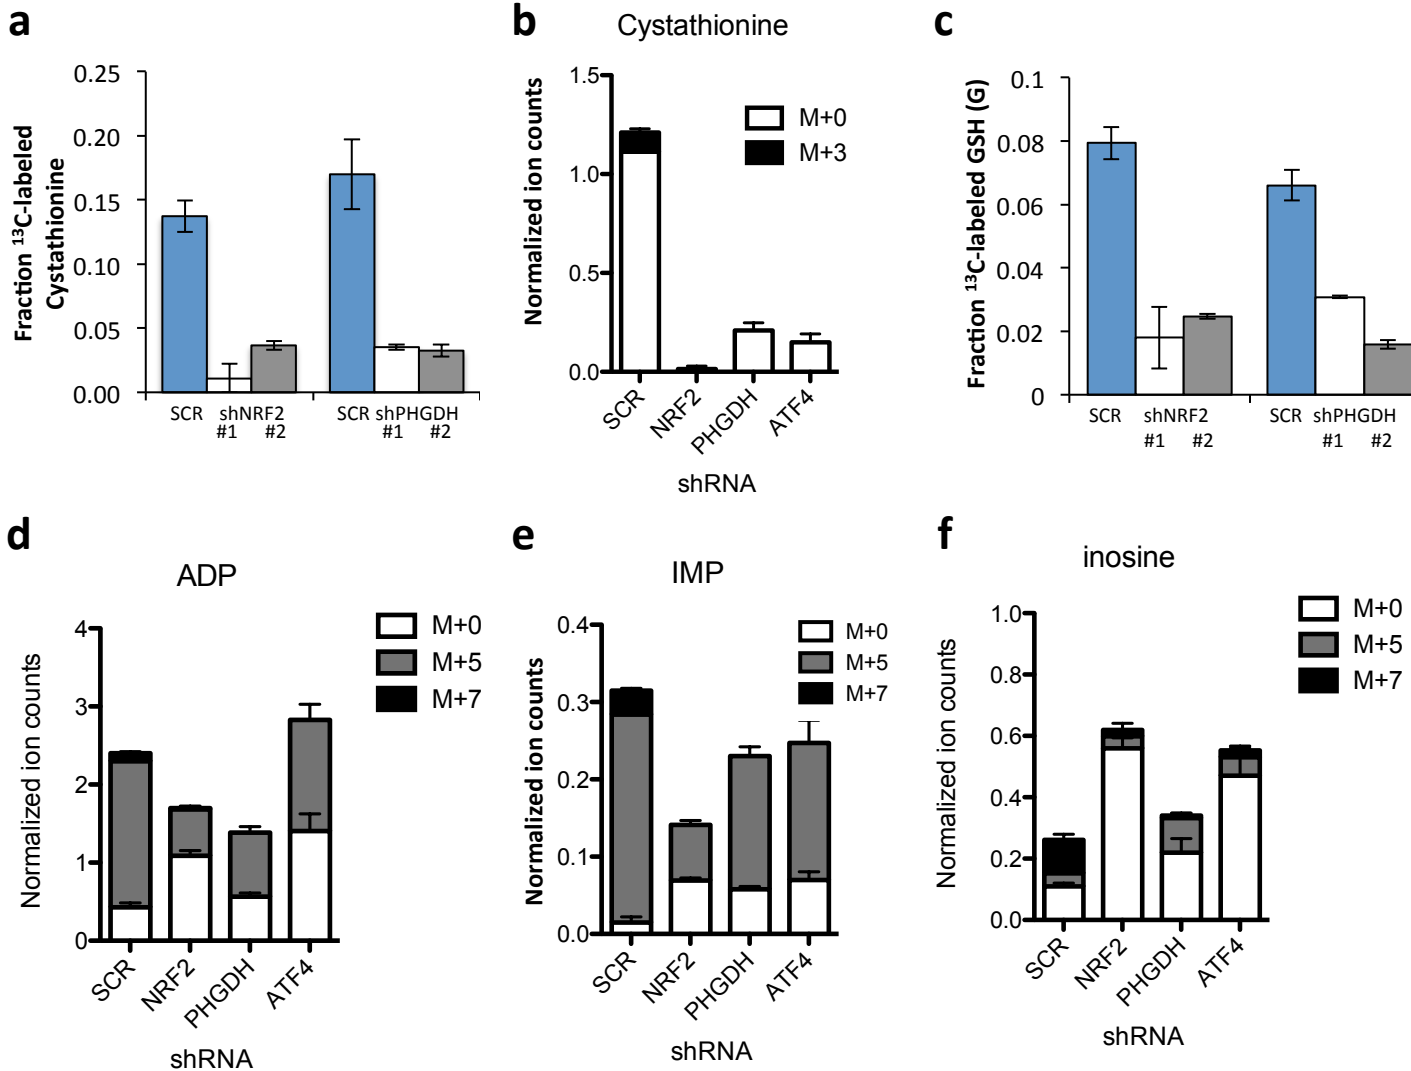 a
0.25
0.20
0.15
0.10
0.05
0.00
Fraction ¹³C-labeled
Cystathionine
SCR shNRF2 SCR shPHGDH
#1 #2 #1 #2
b
Cystathionine
1.5
1.0
0.5
0.0
Normalized ion counts
M+0
M+3
SCR
NRF2
PHGDH
ATF4
shRNA
c
0.1
0.08
0.06
0.04
0.02
0
Fraction ¹³C-labeled GSH (G)
SCR shNRF2 SCR shPHGDH
#1 #2 #1 #2
d
ADP
4
3
2
1
0
Normalized ion counts
M+0
M+5
M+7
SCR
NRF2
PHGDH
ATF4
shRNA
e
IMP
0.4
0.3
0.2
0.1
0.0
Normalized ion counts
M+0
M+5
M+7
SCR
NRF2
PHGDH
ATF4
shRNA
f
inosine
1.0
0.8
0.6
0.4
0.2
0.0
Normalized ion counts
M+0
M+5
M+7
SCR
NRF2
PHGDH
ATF4
shRNA